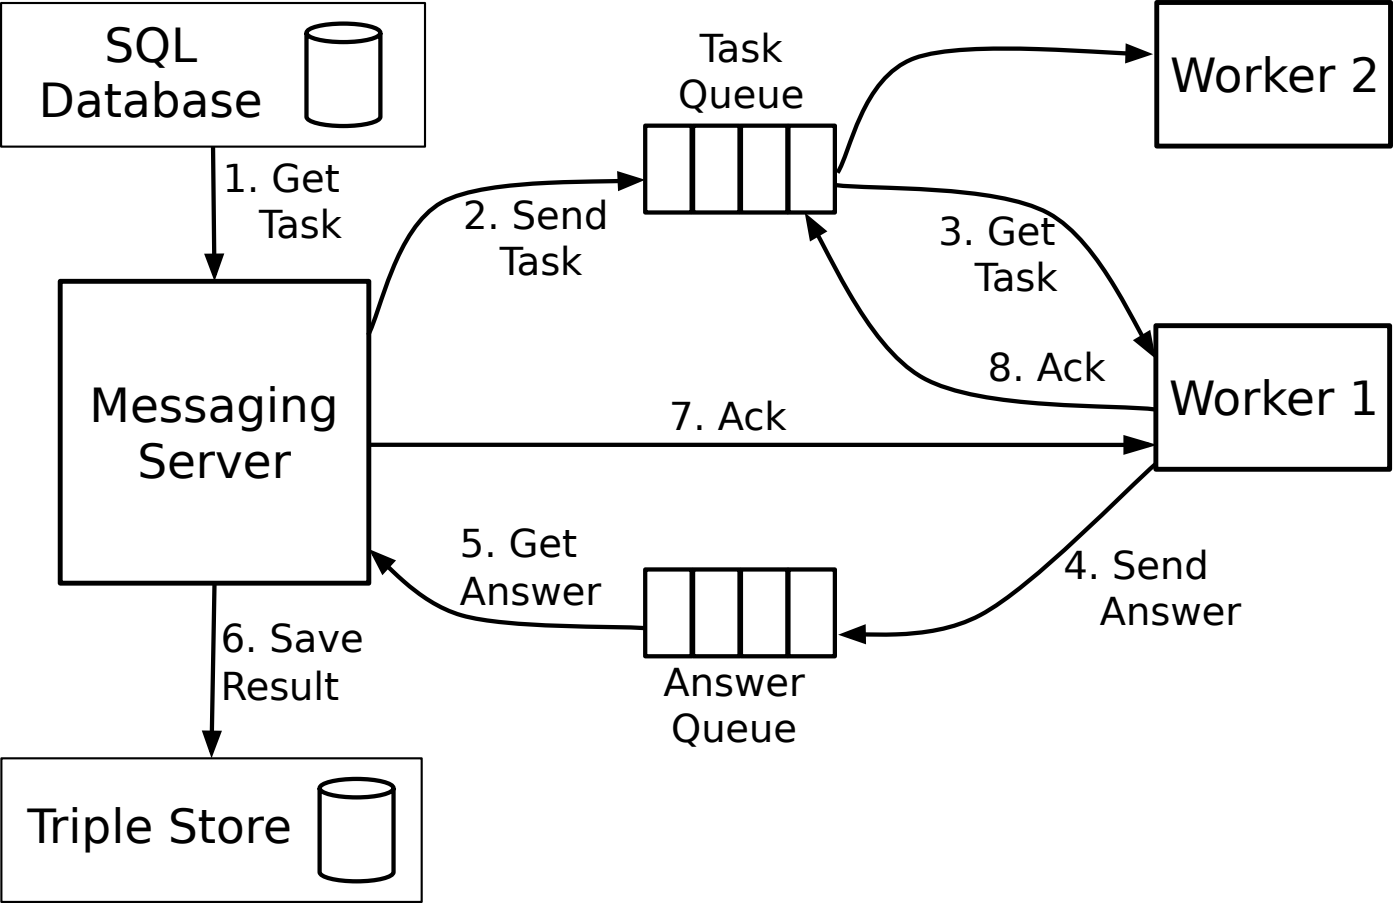 SQL
Database
Task
Queue
Worker 2
1. Get
Task
2. Send
Task
3. Get
Task
Messaging
Server
8. Ack
Worker 1
7. Ack
5. Get
Answer
4. Send
Answer
6. Save
Result
Answer
Queue
Triple Store